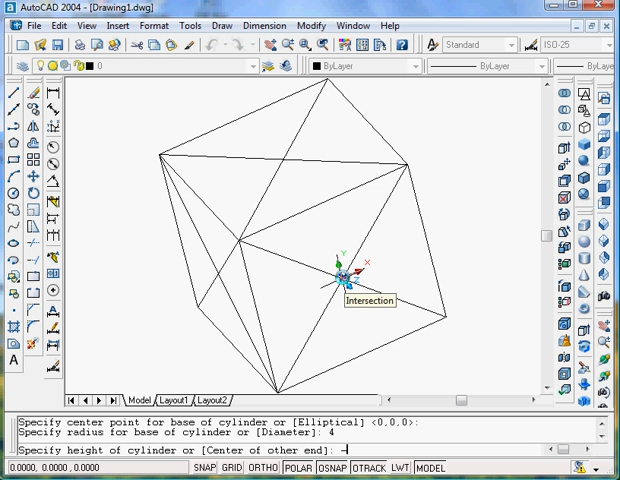 AutoCAD 2004 - [Drawing1.dwg]
File Edit View Insert Format Tools Draw Dimension Modify Image Window Help
Standard ISO-25
0 ByLayer ByLayer ByLaye
Y
X
Z
Intersection
Model Layout1 Layout2
Specify center point for base of cylinder or [Elliptical] <0,0,0>:
Specify radius for base of cylinder or [Diameter]: 4
Specify height of cylinder or [Center of other end]: -
0.0000, 0.0000 , 0.0000 SNAP GRID ORTHO POLAR OSNAP OTRACK LWT MODEL